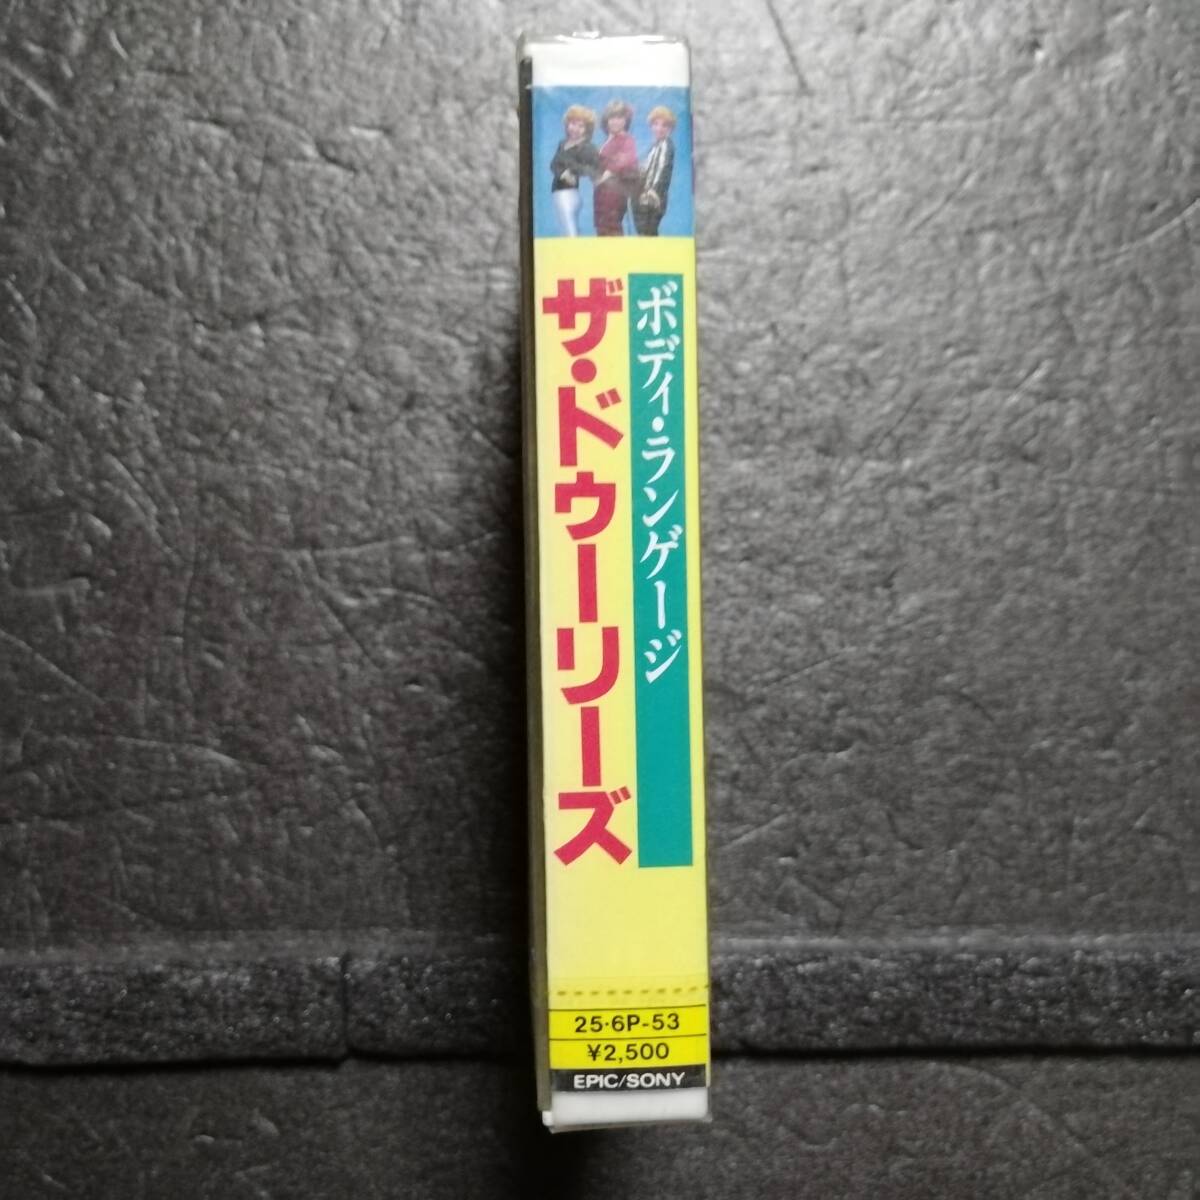 ボディ・ランゲージ
ザ・ドゥーリーズ
25・6P-53
¥2,500
EPIC/SONY